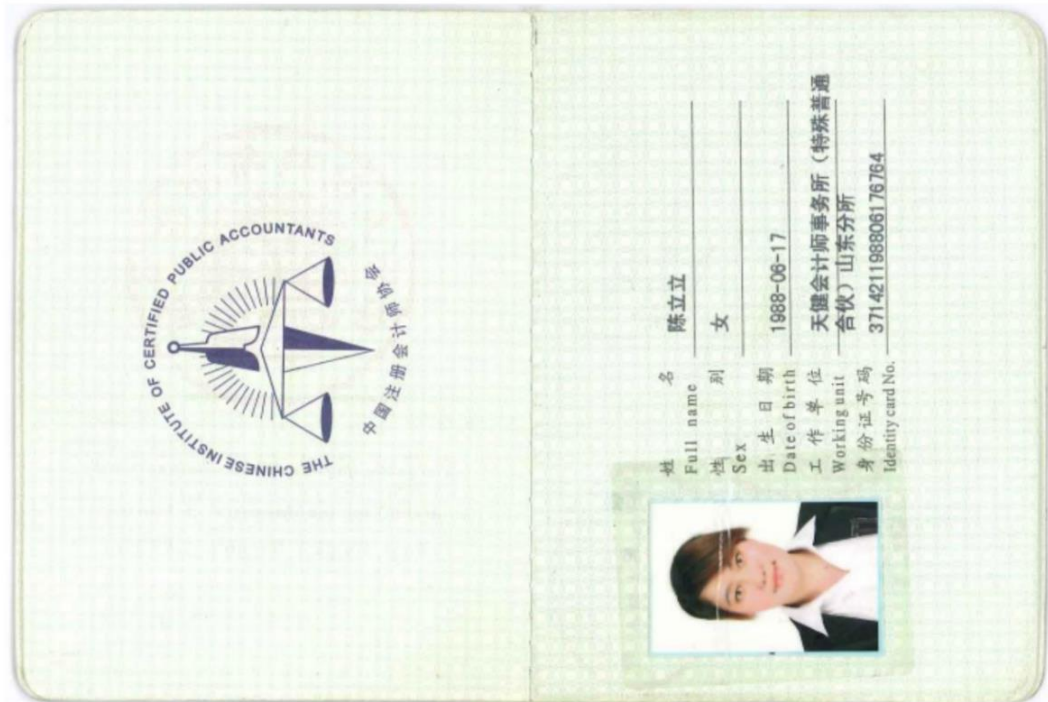 THE CHINESE INSTITUTE OF CERTIFIED PUBLIC ACCOUNTANTS
中国注册会计师协会
姓 名 陈立立
Full name
性 别 女
Sex
出 生 日 期 1988-06-17
Date of birth
工 作 单 位 天健会计师事务所（特殊普通
Working unit 合伙）山东分所
身 份 证 号 码 371421198806176764
Identity card No.